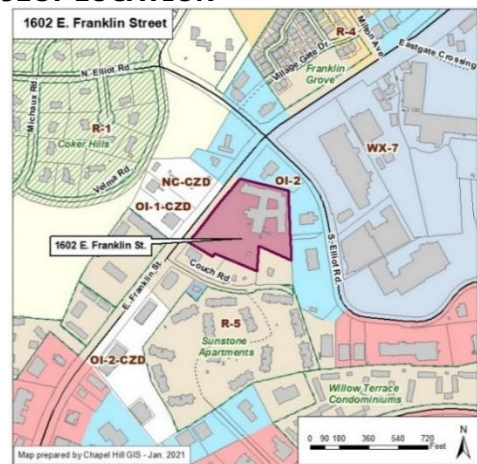 1602 E. Franklin Street
R-4
Milton Ave
Village Gate Dr.
Franklin
Grove
Eastgate Crossing
N-Elliot Rd
Michaux Rd
R-1
Coker Hills
Velma Rd
WX-7
NC-CZD
OI-2
OI-1-CZD
1602 E. Franklin St.
S-Elliot Rd.
Couch Rd
E. Franklin St
R-5
Sunstone
Apartments
OI-2-CZD
Willow Terrace
Condominiums
0 90 180 360 540 720
Feet
N
Map prepared by Chapel Hill GIS - Jan. 2021